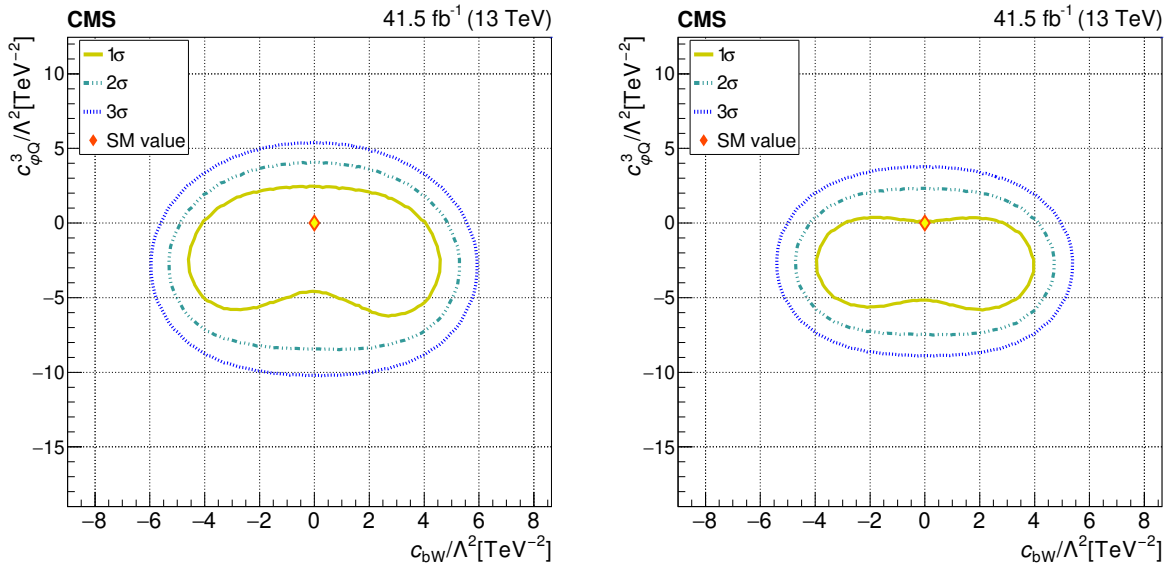 CMS 41.5 fb⁻¹ (13 TeV)
c³φQ/Λ²[TeV⁻²]
1σ
2σ
3σ
SM value
10
5
0
−5
−10
−15
−8 −6 −4 −2 0 2 4 6 8
c_bW/Λ²[TeV⁻²]
CMS 41.5 fb⁻¹ (13 TeV)
c³φQ/Λ²[TeV⁻²]
1σ
2σ
3σ
SM value
10
5
0
−5
−10
−15
−8 −6 −4 −2 0 2 4 6 8
c_bW/Λ²[TeV⁻²]